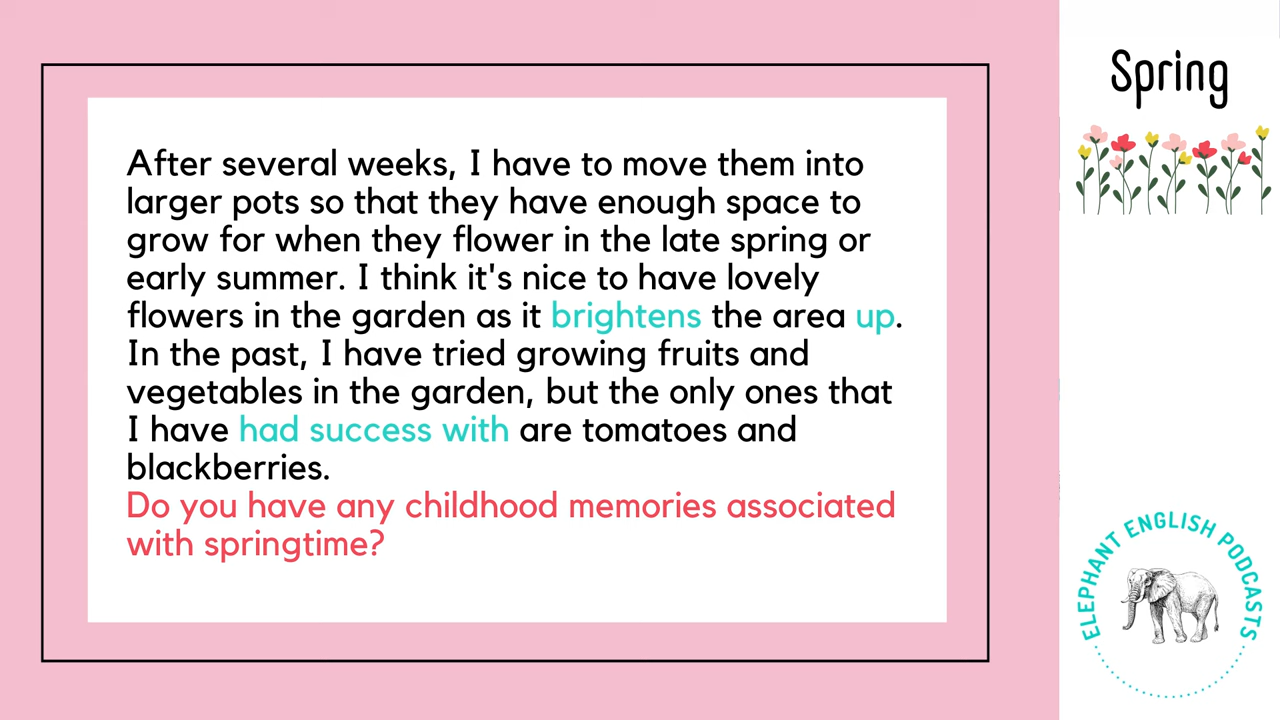 After several weeks, I have to move them into
larger pots so that they have enough space to
grow for when they flower in the late spring or
early summer. I think it's nice to have lovely
flowers in the garden as it brightens the area up.
In the past, I have tried growing fruits and
vegetables in the garden, but the only ones that
I have had success with are tomatoes and
blackberries.
Do you have any childhood memories associated
with springtime?
Spring
ELEPHANT ENGLISH PODCASTS